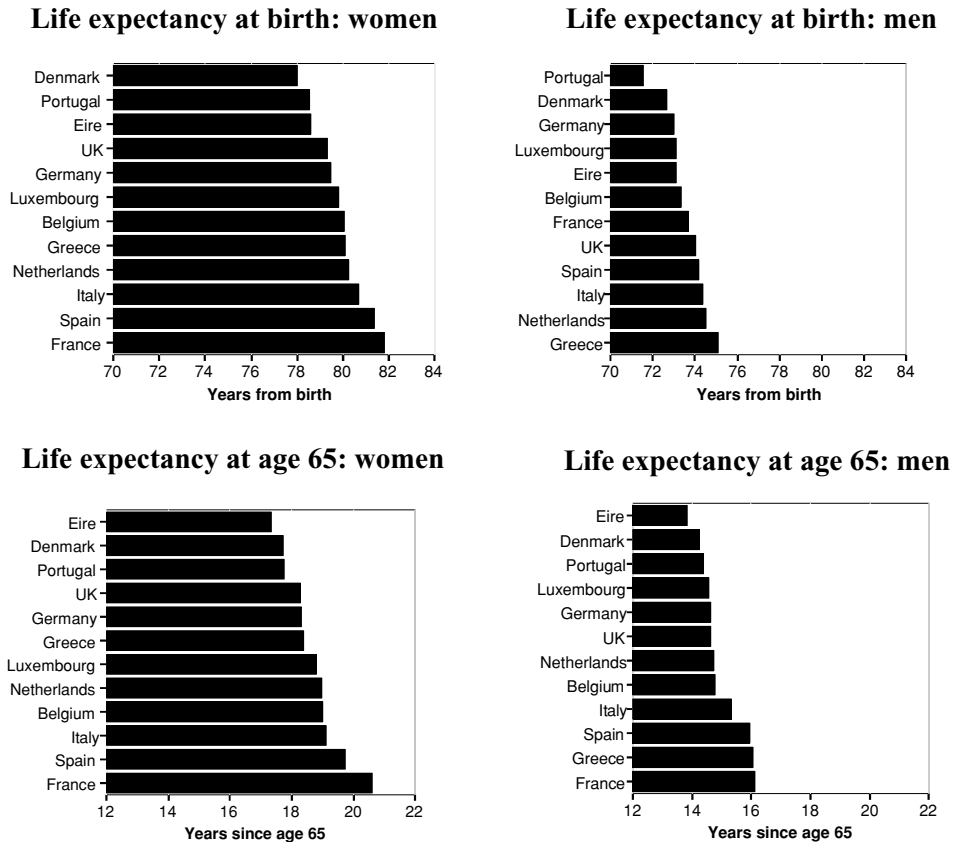 Life expectancy at birth: women
Denmark
Portugal
Eire
UK
Germany
Luxembourg
Belgium
Greece
Netherlands
Italy
Spain
France
70 72 74 76 78 80 82 84
Years from birth
Life expectancy at birth: men
Portugal
Denmark
Germany
Luxembourg
Eire
Belgium
France
UK
Spain
Italy
Netherlands
Greece
70 72 74 76 78 80 82 84
Years from birth
Life expectancy at age 65: women
Eire
Denmark
Portugal
UK
Germany
Greece
Luxembourg
Netherlands
Belgium
Italy
Spain
France
12 14 16 18 20 22
Years since age 65
Life expectancy at age 65: men
Eire
Denmark
Portugal
Luxembourg
Germany
UK
Netherlands
Belgium
Italy
Spain
Greece
France
12 14 16 18 20 22
Years since age 65